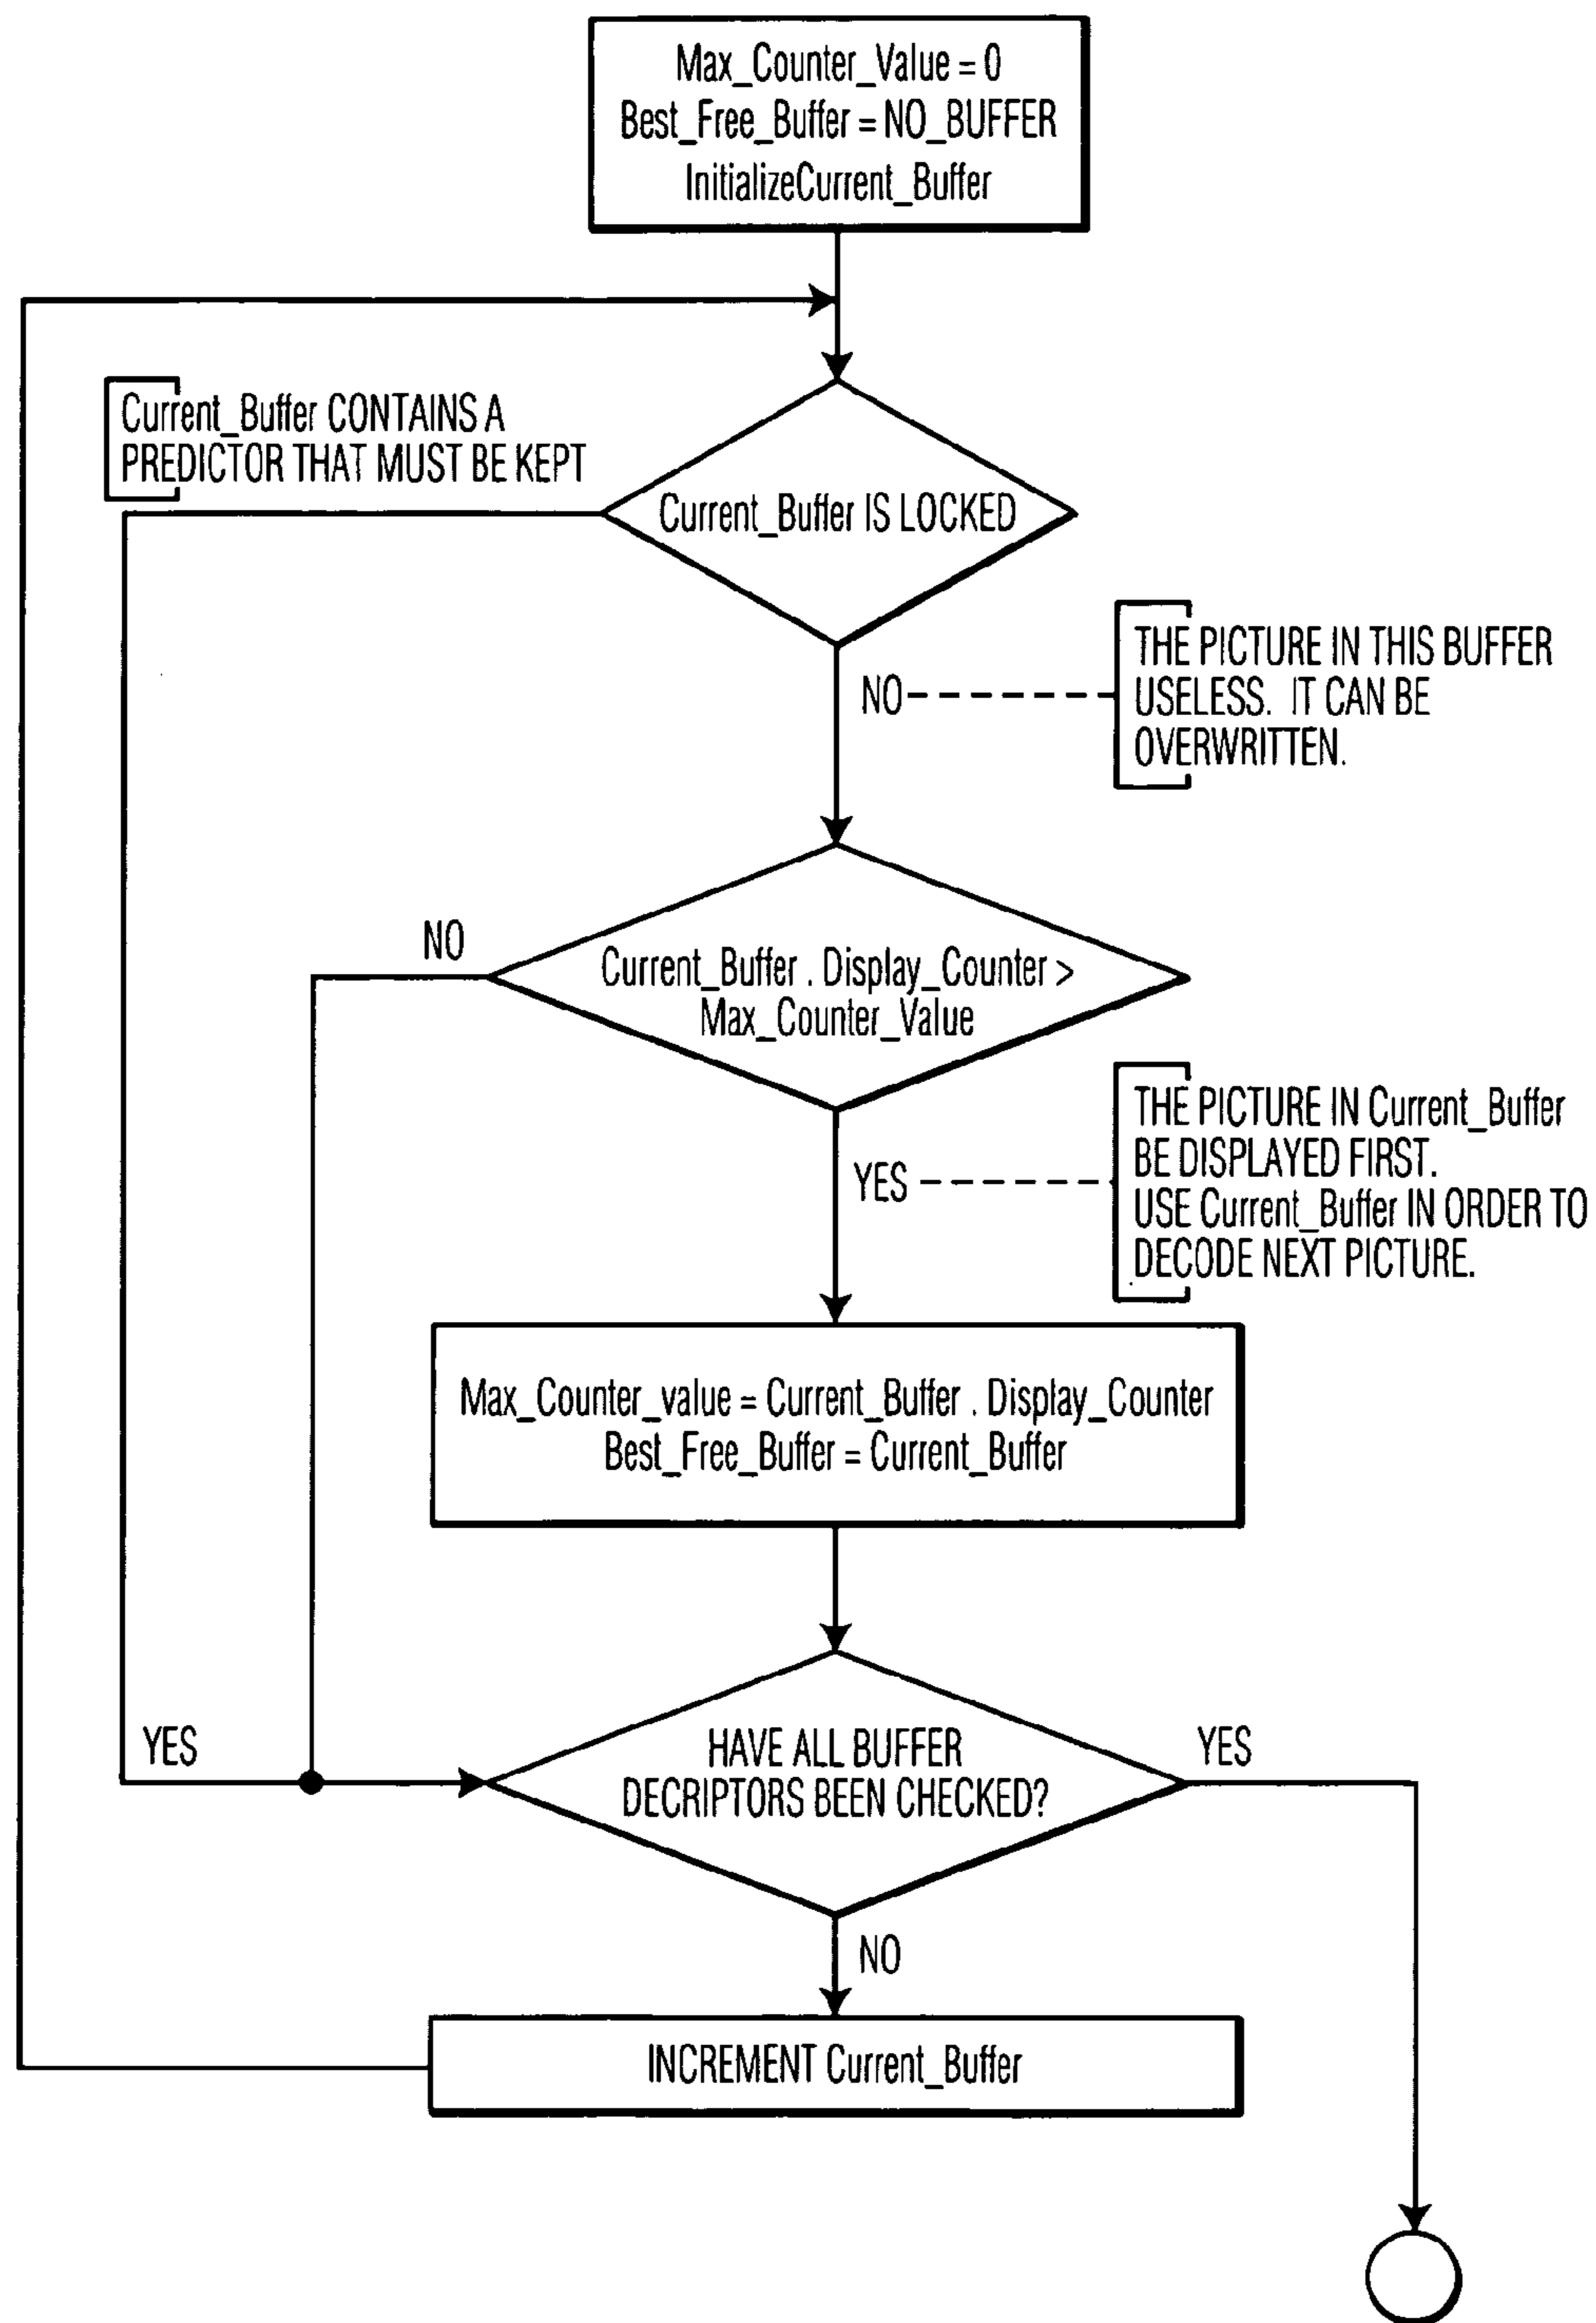 Max_Counter_Value = 0
Best_Free_Buffer = NO_BUFFER
InitializeCurrent_Buffer
Current_Buffer CONTAINS A
PREDICTOR THAT MUST BE KEPT
Current_Buffer IS LOCKED
NO
THE PICTURE IN THIS BUFFER
USELESS. IT CAN BE
OVERWRITTEN.
NO
Current_Buffer . Display_Counter >
Max_Counter_Value
YES
THE PICTURE IN Current_Buffer
BE DISPLAYED FIRST.
USE Current_Buffer IN ORDER TO
DECODE NEXT PICTURE.
Max_Counter_value = Current_Buffer . Display_Counter
Best_Free_Buffer = Current_Buffer
YES
HAVE ALL BUFFER
DECRIPTORS BEEN CHECKED?
YES
NO
INCREMENT Current_Buffer